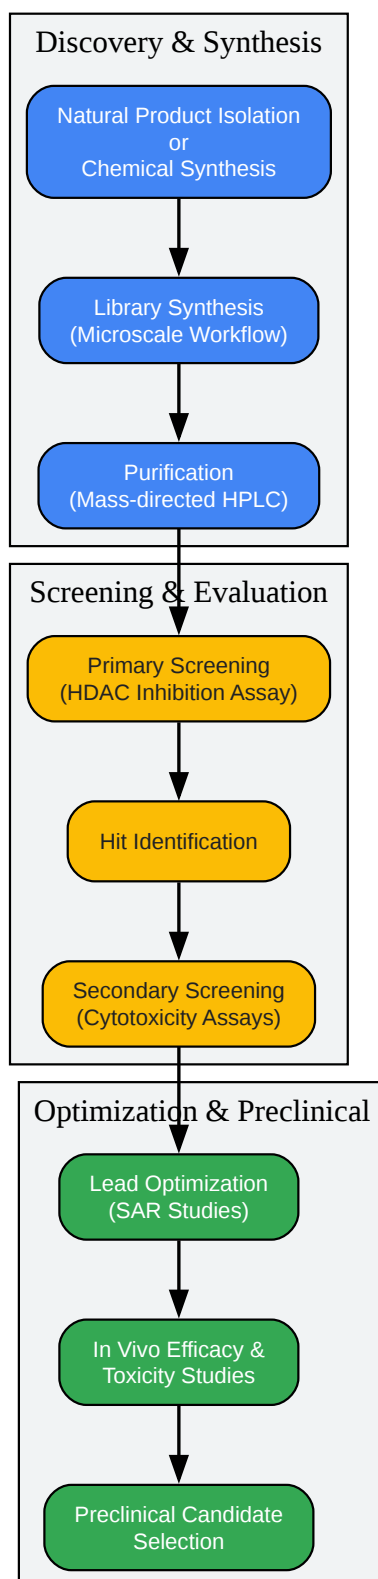 Discovery & Synthesis
Natural Product Isolation
or
Chemical Synthesis
Library Synthesis
(Microscale Workflow)
Purification
(Mass-directed HPLC)
Screening & Evaluation
Primary Screening
(HDAC Inhibition Assay)
Hit Identification
Secondary Screening
(Cytotoxicity Assays)
Optimization & Preclinical
Lead Optimization
(SAR Studies)
In Vivo Efficacy &
Toxicity Studies
Preclinical Candidate
Selection